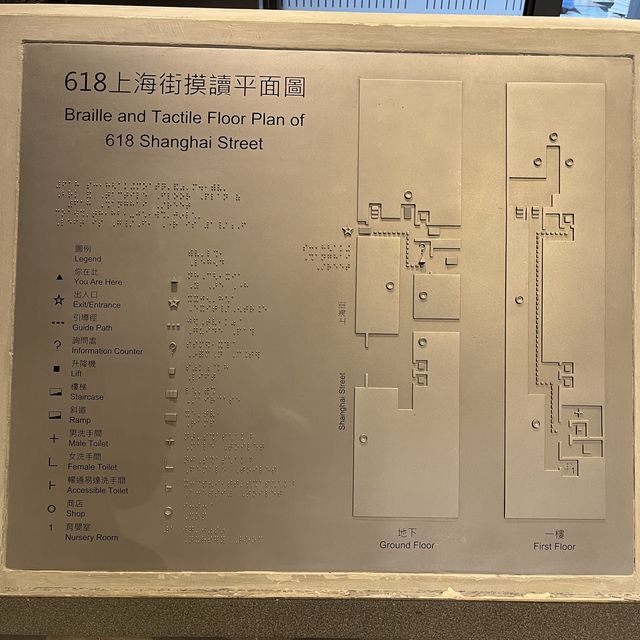 618上海街摸讀平面圖
Braille and Tactile Floor Plan of
618 Shanghai Street
圖例
Legend
你在此
You Are Here
出入口
Exit/Entrance
引導徑
Guide Path
詢問處
Information Counter
升降機
Lift
樓梯
Staircase
斜道
Ramp
男洗手間
Male Toilet
女洗手間
Female Toilet
暢通易達洗手間
Accessible Toilet
商店
Shop
1 育嬰室
Nursery Room
上海街
Shanghai Street
地下
Ground Floor
一樓
First Floor